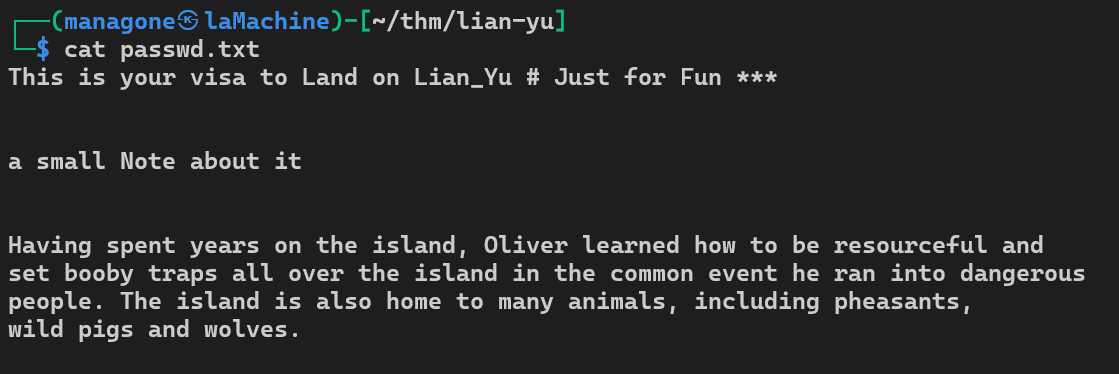 ┌──(managone㉿laMachine)-[~/thm/lian-yu]
└─$ cat passwd.txt
This is your visa to Land on Lian_Yu # Just for Fun ***
a small Note about it
Having spent years on the island, Oliver learned how to be resourceful and
set booby traps all over the island in the common event he ran into dangerous
people. The island is also home to many animals, including pheasants,
wild pigs and wolves.